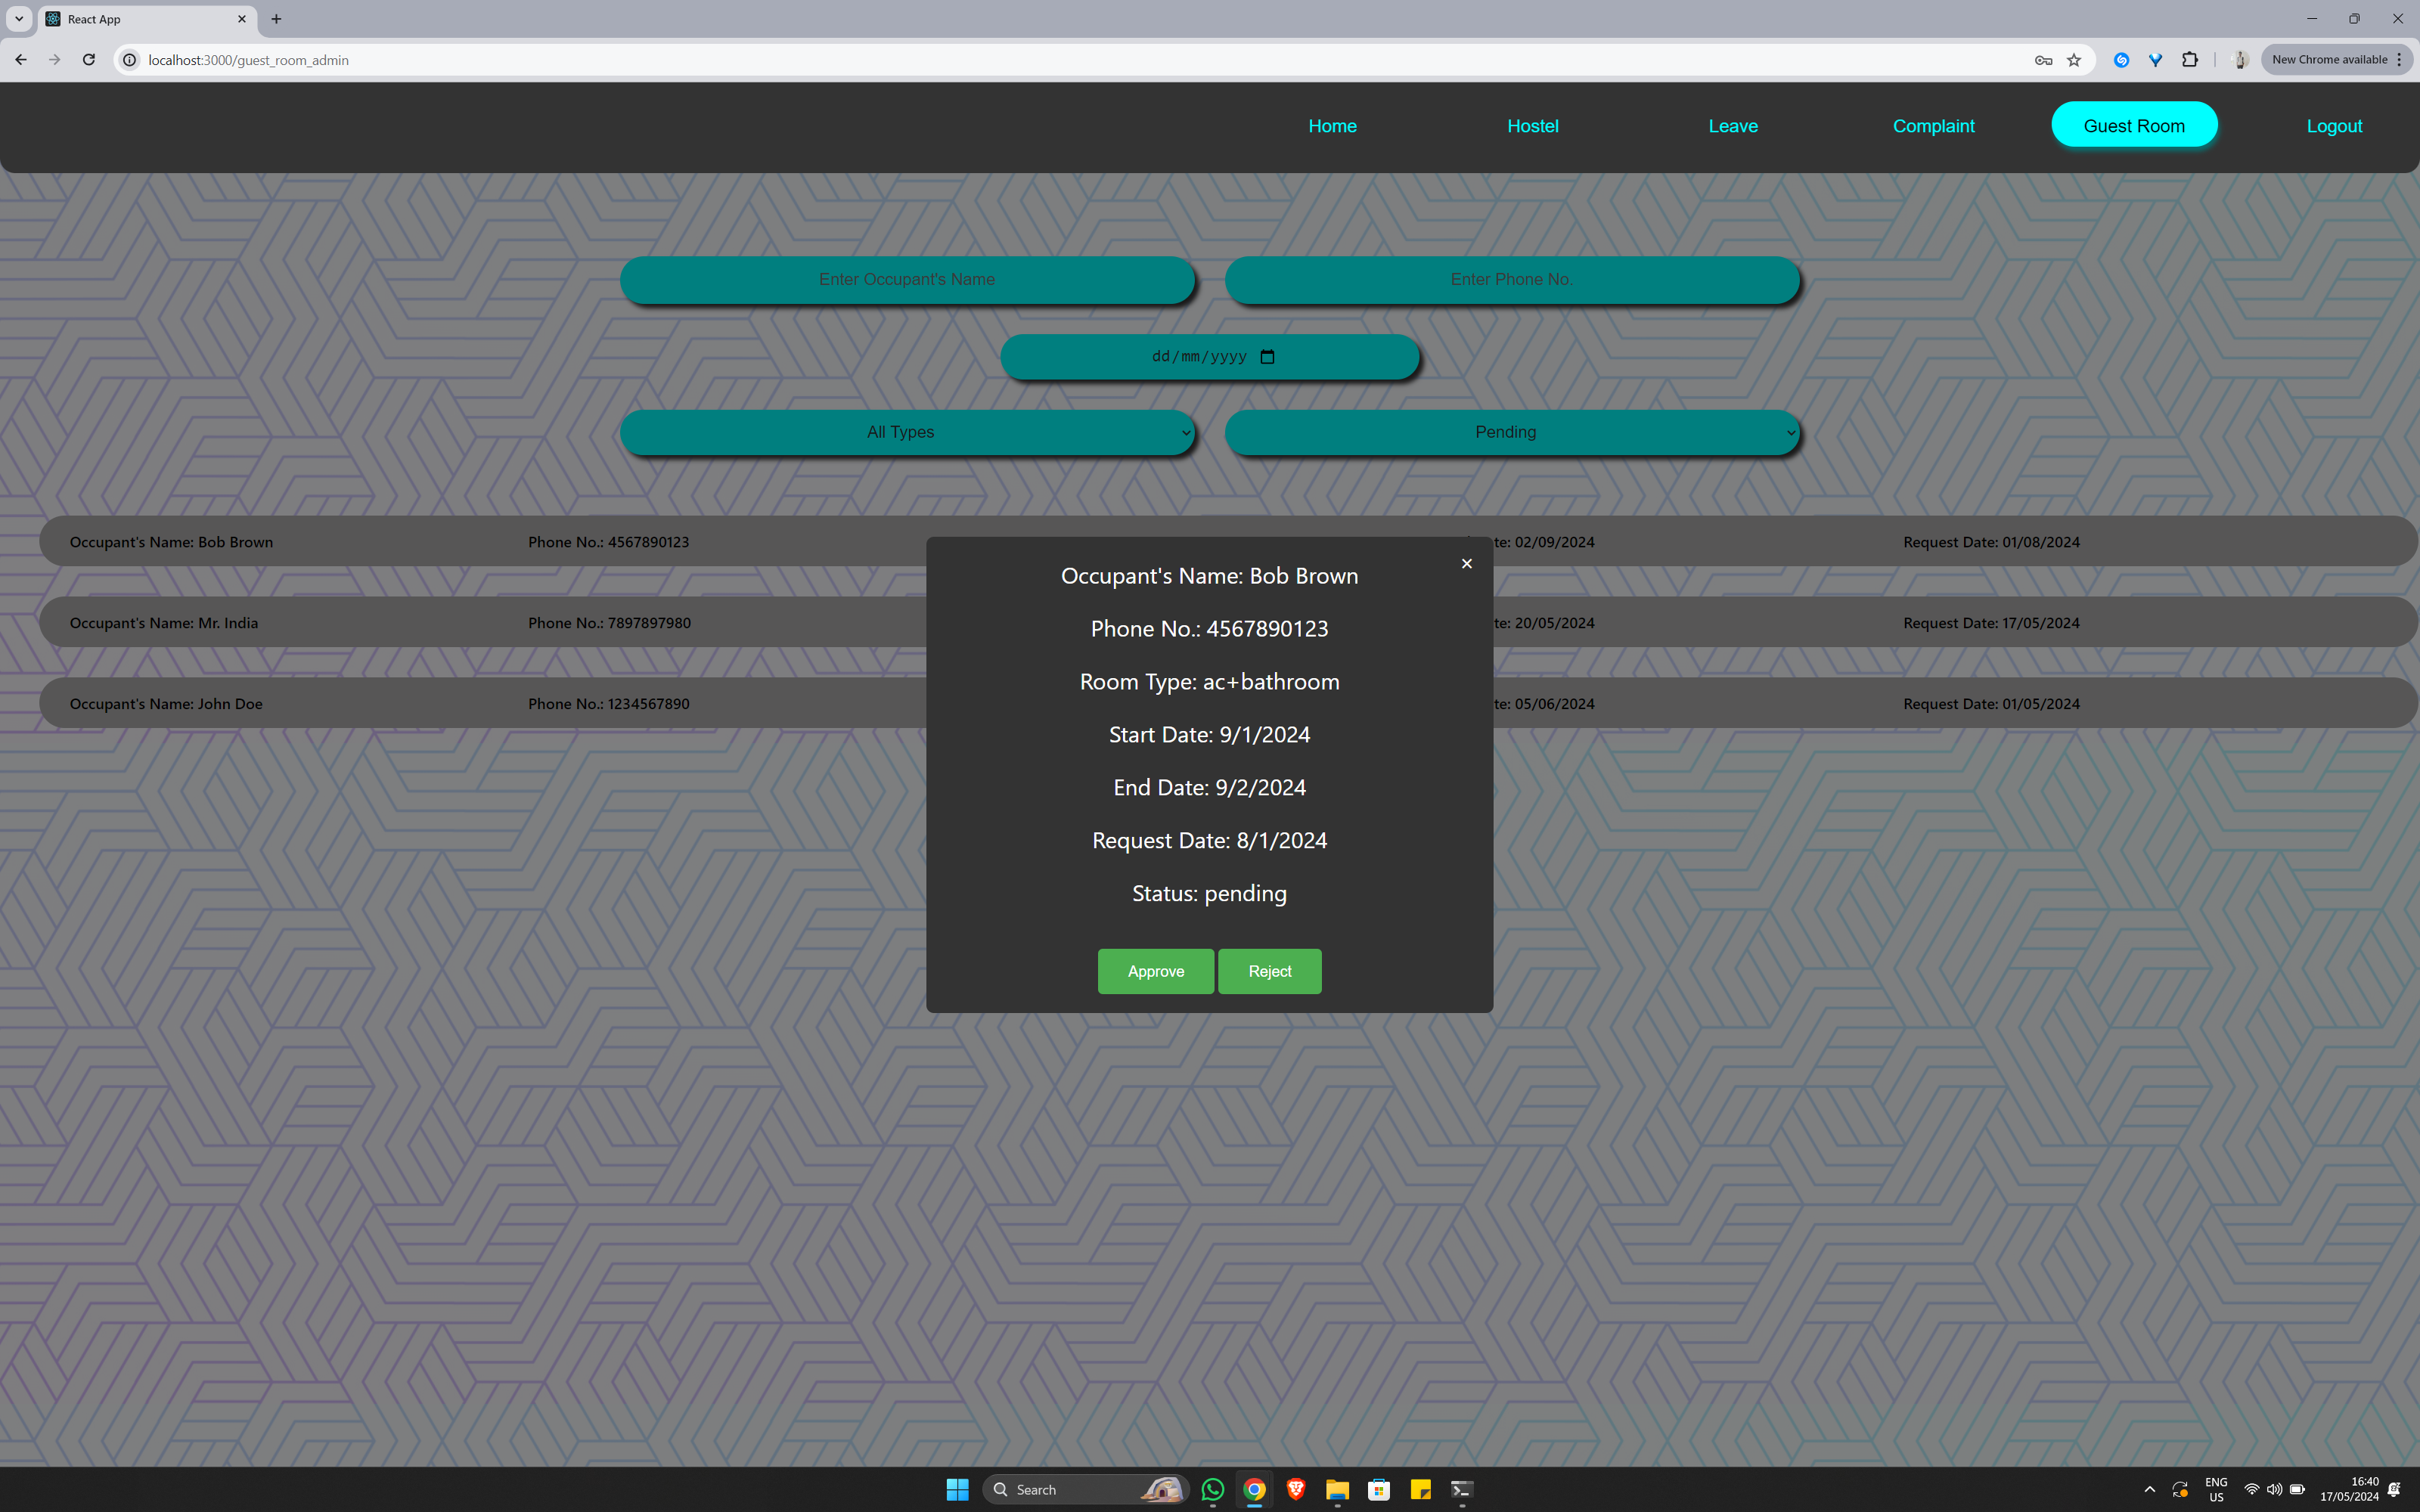 React App
localhost:3000/guest_room_admin
New Chrome available
Home
Hostel
Leave
Complaint
Guest Room
Logout
Enter Occupant's Name
Enter Phone No.
dd/mm/yyyy
All Types
Pending
Occupant's Name: Bob Brown
Phone No.: 4567890123
te: 02/09/2024
Request Date: 01/08/2024
Occupant's Name: Mr. India
Phone No.: 7897897980
te: 20/05/2024
Request Date: 17/05/2024
Occupant's Name: John Doe
Phone No.: 1234567890
te: 05/06/2024
Request Date: 01/05/2024
×
Occupant's Name: Bob Brown
Phone No.: 4567890123
Room Type: ac+bathroom
Start Date: 9/1/2024
End Date: 9/2/2024
Request Date: 8/1/2024
Status: pending
Approve
Reject
Search
ENG
US
16:40
17/05/2024